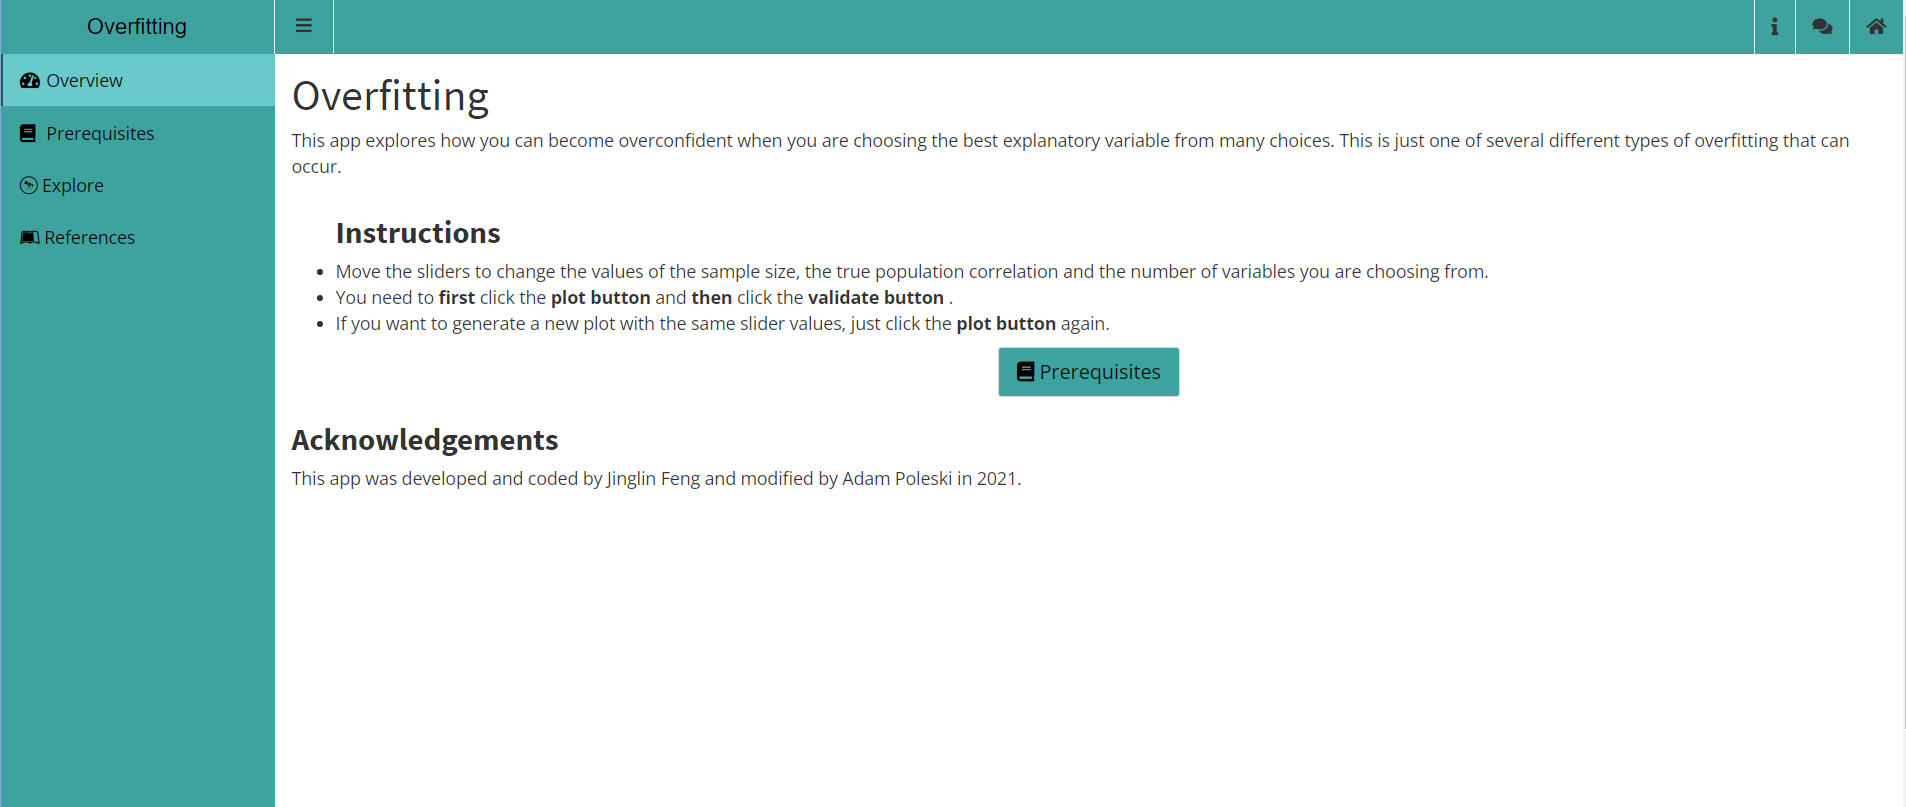 Overfitting
Overview
Prerequisites
Explore
References
Overfitting
This app explores how you can become overconfident when you are choosing the best explanatory variable from many choices. This is just one of several different types of overfitting that can
occur.
Instructions
Move the sliders to change the values of the sample size, the true population correlation and the number of variables you are choosing from.
You need to first click the plot button and then click the validate button .
If you want to generate a new plot with the same slider values, just click the plot button again.
Prerequisites
Acknowledgements
This app was developed and coded by Jinglin Feng and modified by Adam Poleski in 2021.